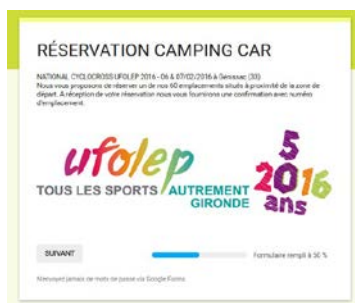 RÉSERVATION CAMPING CAR
NATIONAL CYCLOCROSS UFOLEP 2016 - 06 & 07/02/2016 à Génissac (33)
Nous vous proposons de réserver un de nos 60 emplacements situés à proximité de la zone de
départ. A réception de votre réservation nous vous fournirons une confirmation avec numéro
d'emplacement.
ufolep
TOUS LES SPORTS AUTREMENT
GIRONDE
5
2016
ans
SUIVANT
Formulaire rempli à 50 %
N'envoyez jamais de mots de passe via Google Forms.